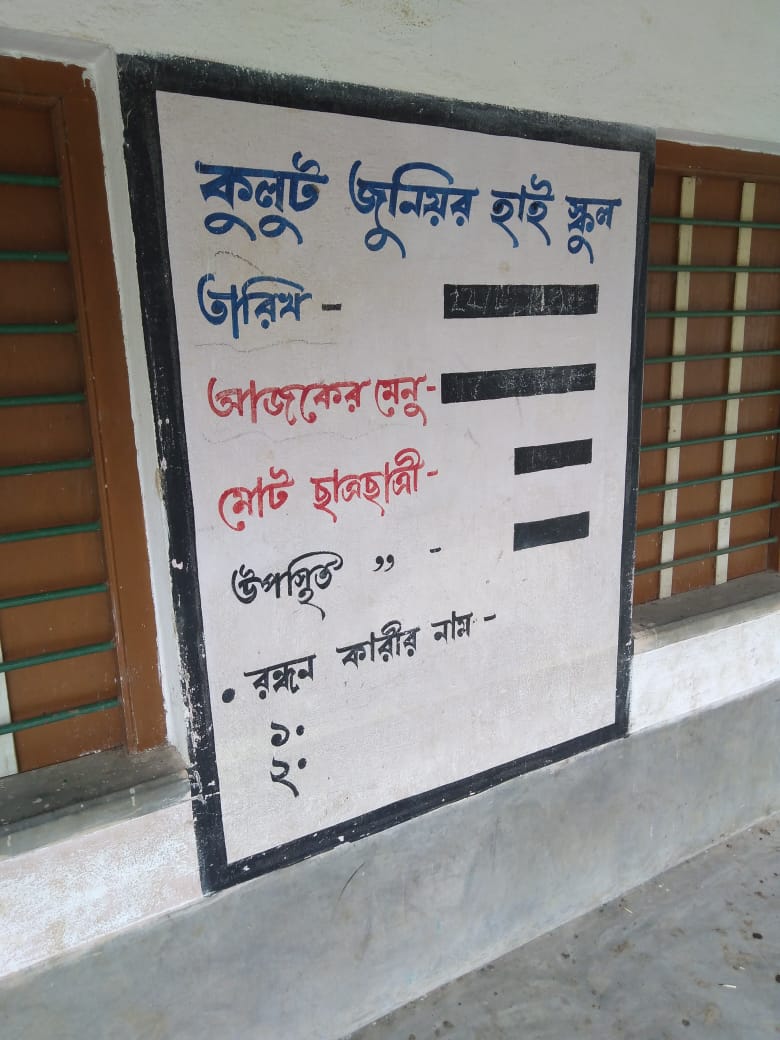 কুলুট জুনিয়র হাই স্কুল
তারিখ -
আজকের মেনু -
মোট ছাত্রছাত্রী -
উপস্থিত ,, -
• রন্ধন কারীর নাম -
১.
২.